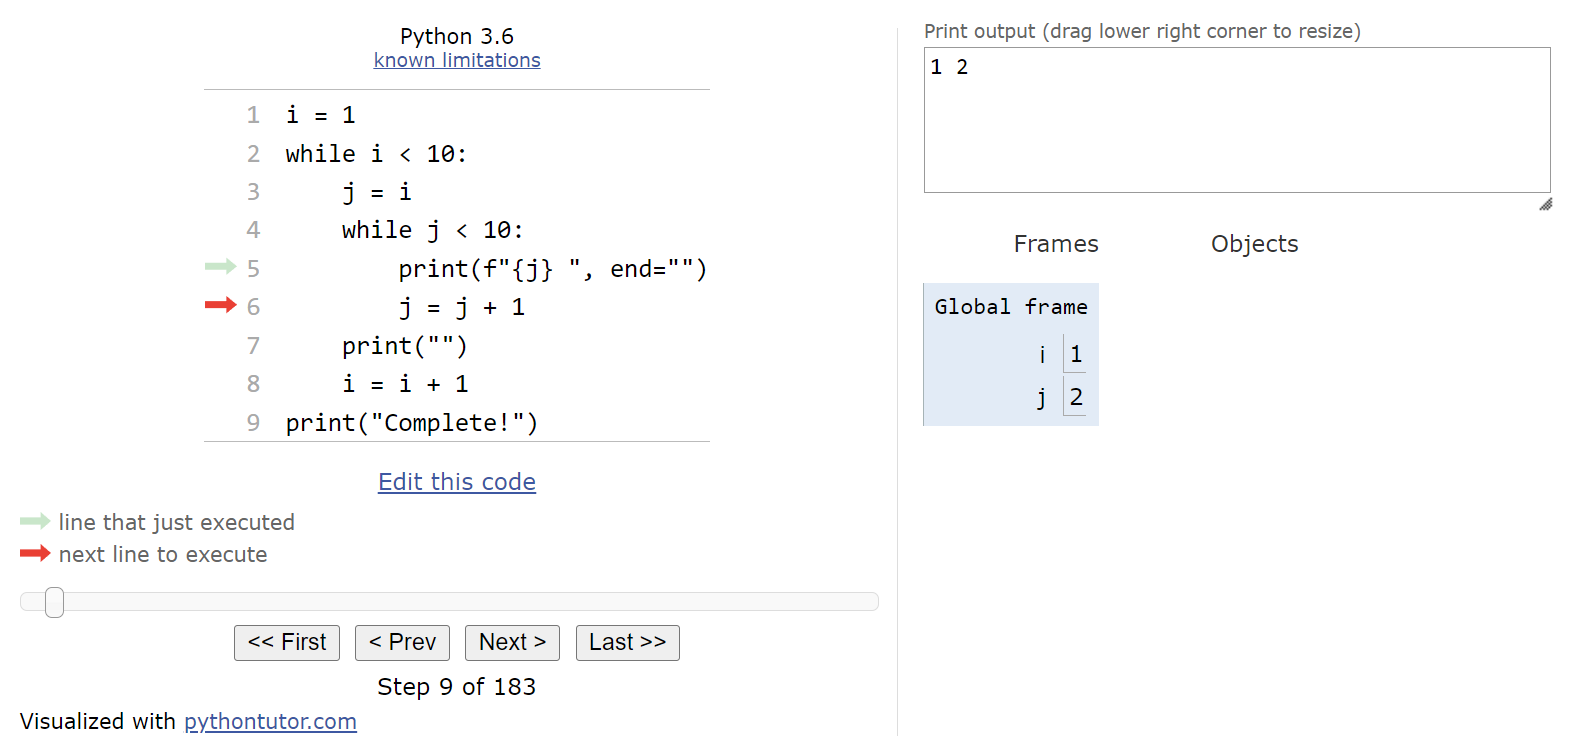 Python 3.6
known limitations
1 i = 1
2 while i < 10:
3     j = i
4     while j < 10:
5         print(f"{j} ", end="")
6         j = j + 1
7     print("")
8     i = i + 1
9 print("Complete!")
Edit this code
line that just executed
next line to execute
<< First < Prev Next > Last >>
Step 9 of 183
Visualized with pythontutor.com
Print output (drag lower right corner to resize)
1 2
Frames Objects
Global frame
i 1
j 2